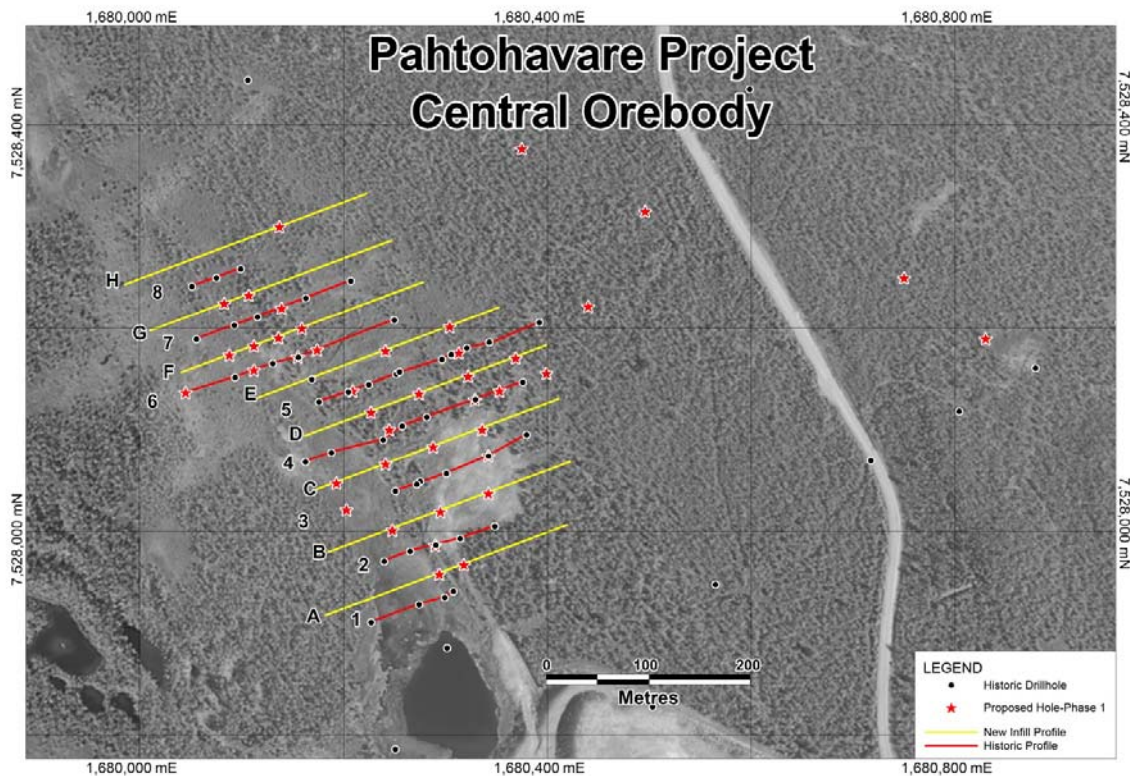 1,680,000 mE
1,680,400 mE
1,680,800 mE
Pahtohavare Project
Central Orebody
7,528,400 mN
7,528,400 mN
H
8
G
7
F
6
E
5
D
4
C
3
B
2
A
1
7,528,000 mN
7,528,000 mN
0 100 200
Metres
LEGEND
Historic Drillhole
Proposed Hole-Phase 1
New Infill Profile
Historic Profile
1,680,000 mE
1,680,400 mE
1,680,800 mE